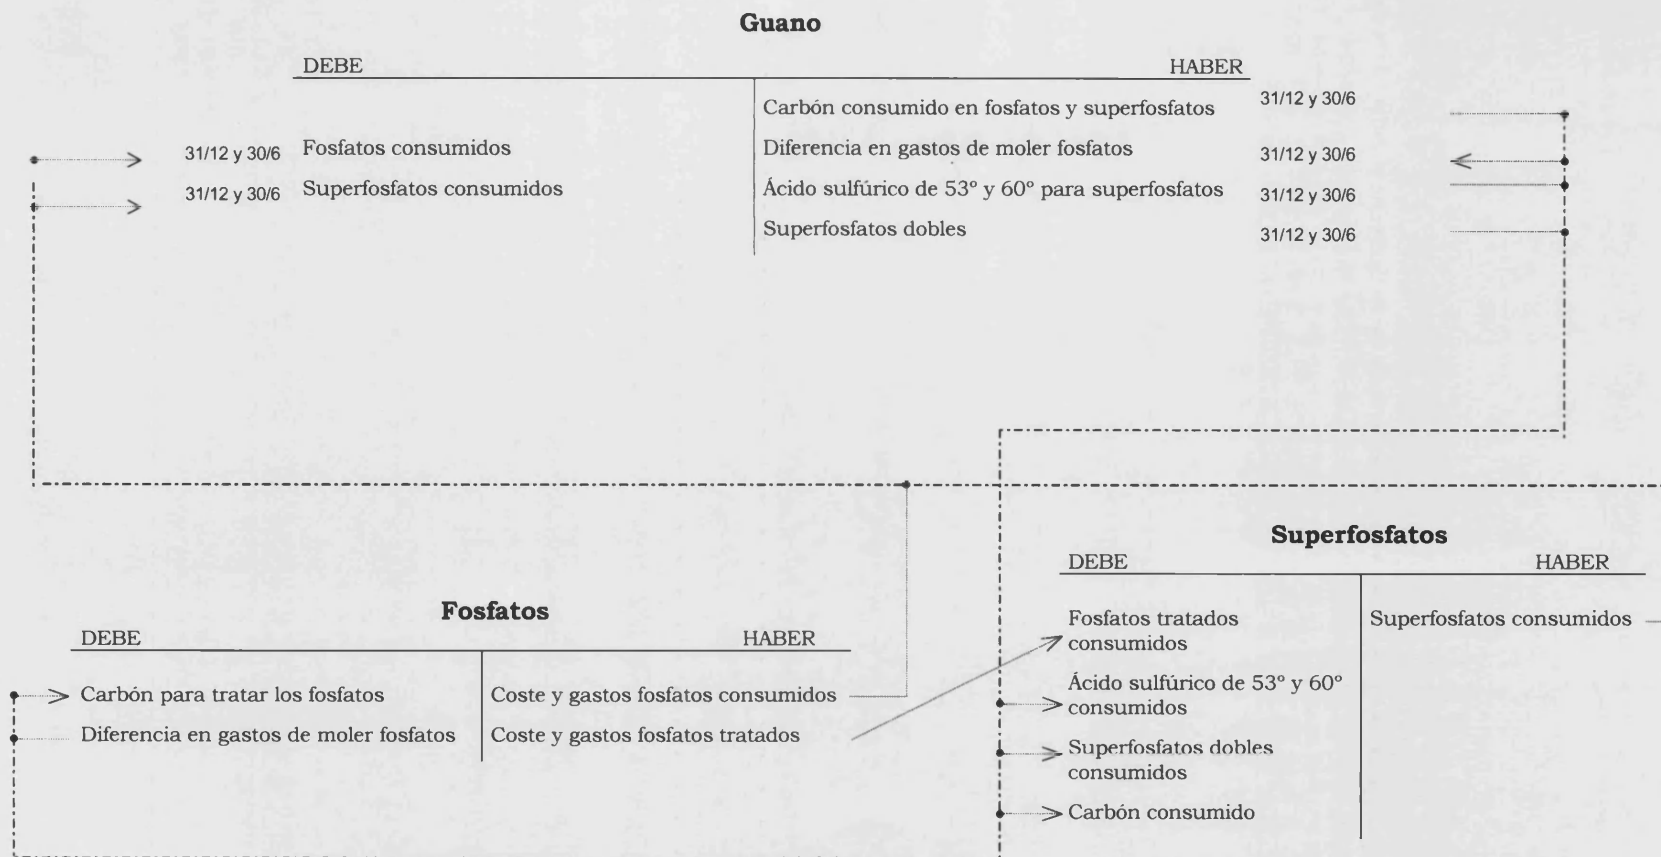 Guano
DEBE HABER
Carbón consumido en fosfatos y superfosfatos 31/12 y 30/6
31/12 y 30/6 Fosfatos consumidos Diferencia en gastos de moler fosfatos 31/12 y 30/6
31/12 y 30/6 Superfosfatos consumidos Ácido sulfúrico de 53º y 60º para superfosfatos 31/12 y 30/6
Superfosfatos dobles 31/12 y 30/6
Fosfatos
DEBE HABER
Carbón para tratar los fosfatos Coste y gastos fosfatos consumidos
Diferencia en gastos de moler fosfatos Coste y gastos fosfatos tratados
Superfosfatos
DEBE HABER
Fosfatos tratados Superfosfatos consumidos
consumidos
Ácido sulfúrico de 53º y 60º
consumidos
Superfosfatos dobles
consumidos
Carbón consumido